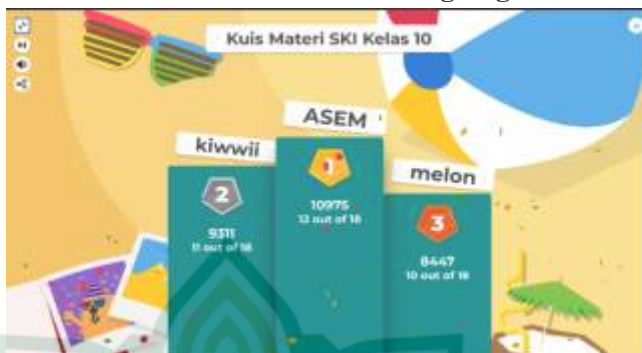 Kuis Materi SKI Kelas 10
ASEM
kiwwii
melon
1
2
3
10975
12 out of 18
9311
11 out of 18
8447
10 out of 18